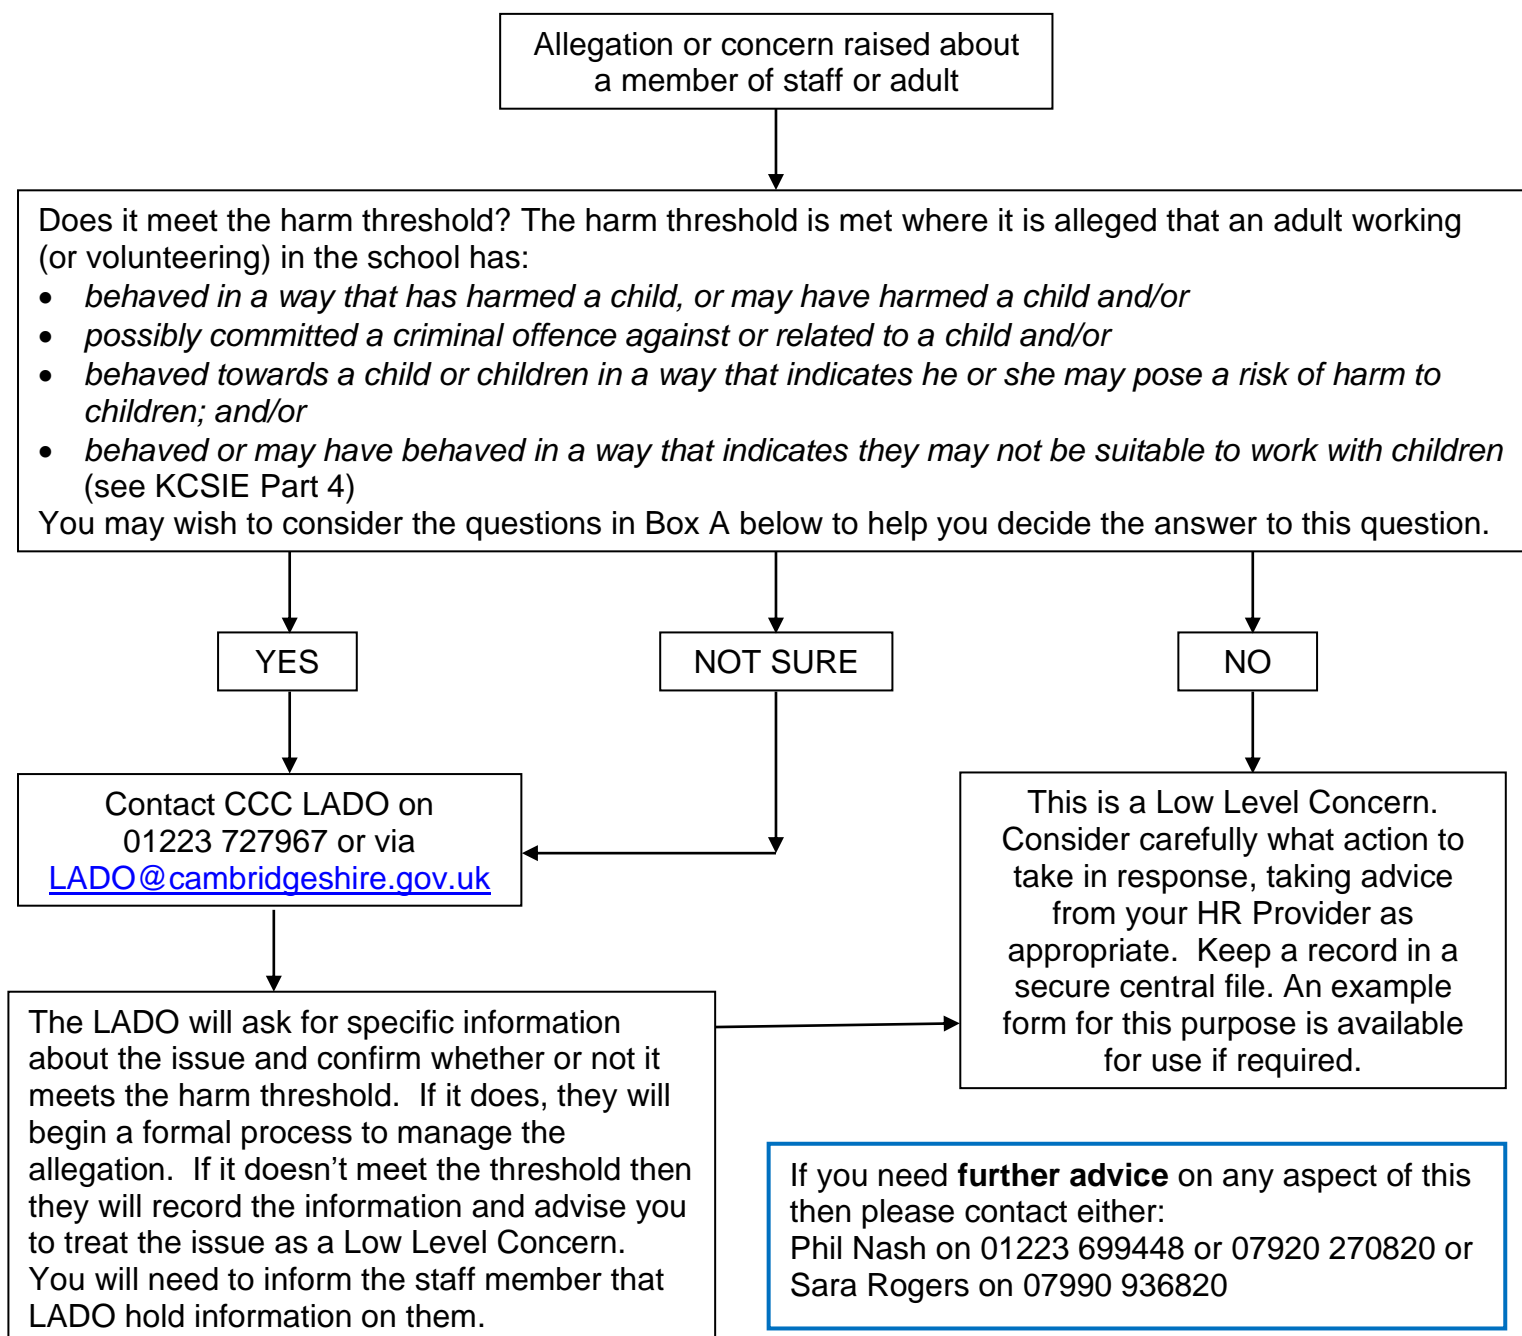 Allegation or concern raised about
a member of staff or adult
Does it meet the harm threshold? The harm threshold is met where it is alleged that an adult working
(or volunteering) in the school has:
• behaved in a way that has harmed a child, or may have harmed a child and/or
• possibly committed a criminal offence against or related to a child and/or
• behaved towards a child or children in a way that indicates he or she may pose a risk of harm to
children; and/or
• behaved or may have behaved in a way that indicates they may not be suitable to work with children
(see KCSIE Part 4)
You may wish to consider the questions in Box A below to help you decide the answer to this question.
YES
NOT SURE
NO
Contact CCC LADO on
01223 727967 or via
LADO@cambridgeshire.gov.uk
This is a Low Level Concern.
Consider carefully what action to
take in response, taking advice
from your HR Provider as
appropriate.  Keep a record in a
secure central file. An example
form for this purpose is available
for use if required.
The LADO will ask for specific information
about the issue and confirm whether or not it
meets the harm threshold.  If it does, they will
begin a formal process to manage the
allegation.  If it doesn’t meet the threshold then
they will record the information and advise you
to treat the issue as a Low Level Concern.
You will need to inform the staff member that
LADO hold information on them.
If you need further advice on any aspect of this
then please contact either:
Phil Nash on 01223 699448 or 07920 270820 or
Sara Rogers on 07990 936820